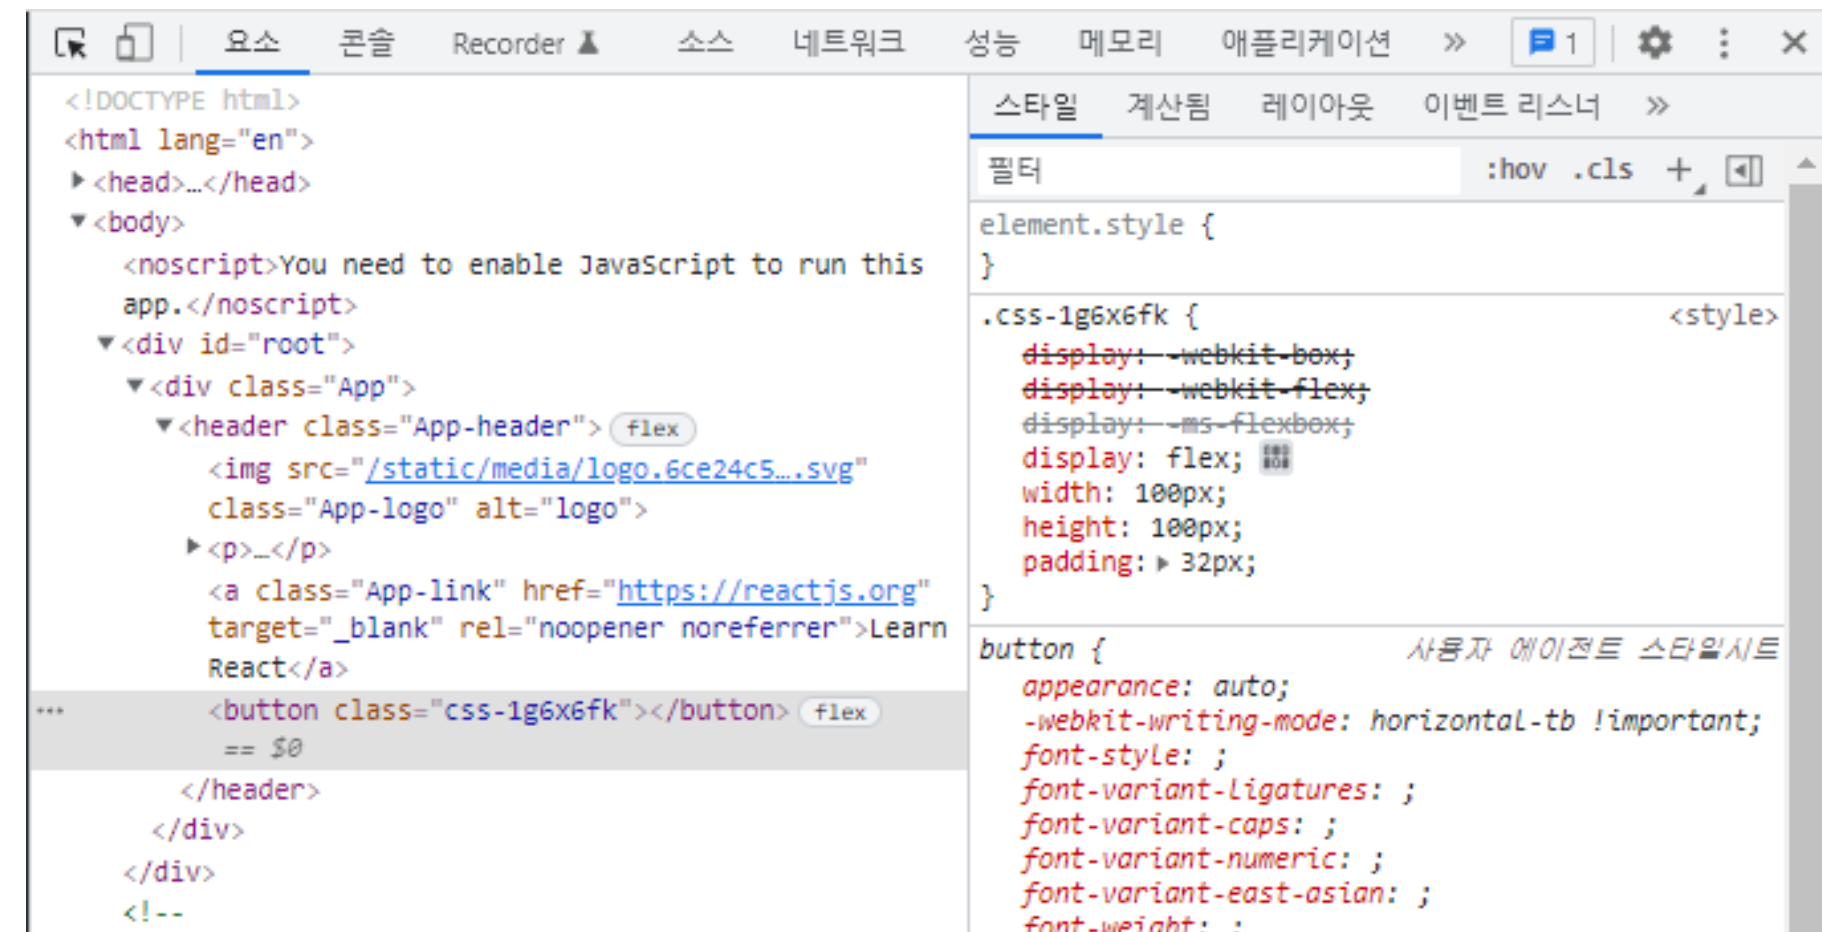 요소 콘솔 Recorder 소스 네트워크 성능 메모리 애플리케이션 » 1
<!DOCTYPE html>
<html lang="en">
<head>…</head>
<body>
<noscript>You need to enable JavaScript to run this
app.</noscript>
<div id="root">
<div class="App">
<header class="App-header"> flex
<img src="/static/media/logo.6ce24c5….svg"
class="App-logo" alt="logo">
<p>…</p>
<a class="App-link" href="https://reactjs.org"
target="_blank" rel="noopener noreferrer">Learn
React</a>
… <button class="css-1g6x6fk"></button> flex
== $0
</header>
</div>
</div>
<!--
스타일 계산됨 레이아웃 이벤트 리스너 »
필터 :hov .cls +
element.style {
}
.css-1g6x6fk { <style>
display: -webkit-box;
display: -webkit-flex;
display: -ms-flexbox;
display: flex;
width: 100px;
height: 100px;
padding: 32px;
}
button { 사용자 에이전트 스타일시트
appearance: auto;
-webkit-writing-mode: horizontal-tb !important;
font-style: ;
font-variant-ligatures: ;
font-variant-caps: ;
font-variant-numeric: ;
font-variant-east-asian: ;
font-weight: ;